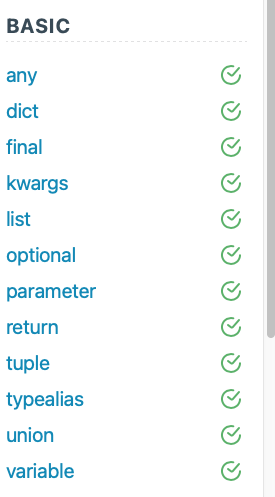 BASIC
any
dict
final
kwargs
list
optional
parameter
return
tuple
typealias
union
variable